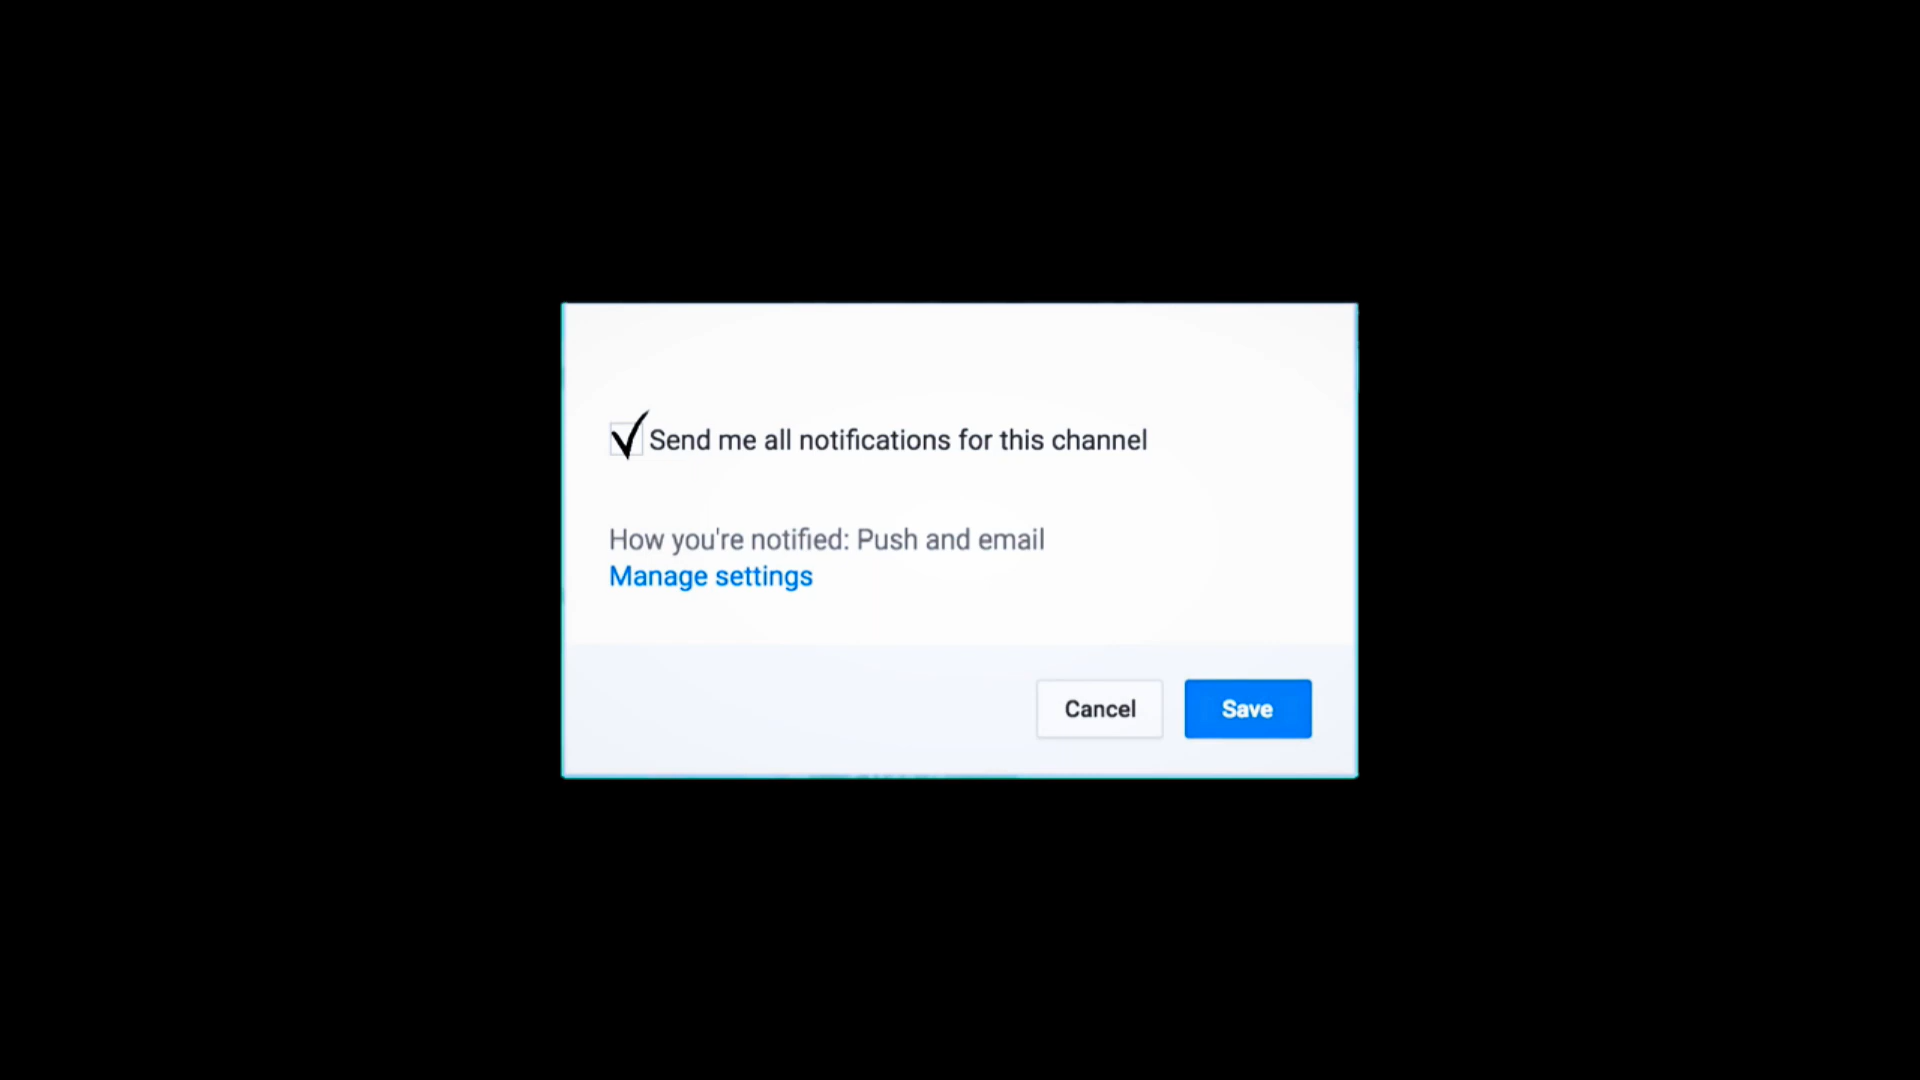 Send me all notifications for this channel
How you're notified: Push and email
Manage settings
Cancel
Save